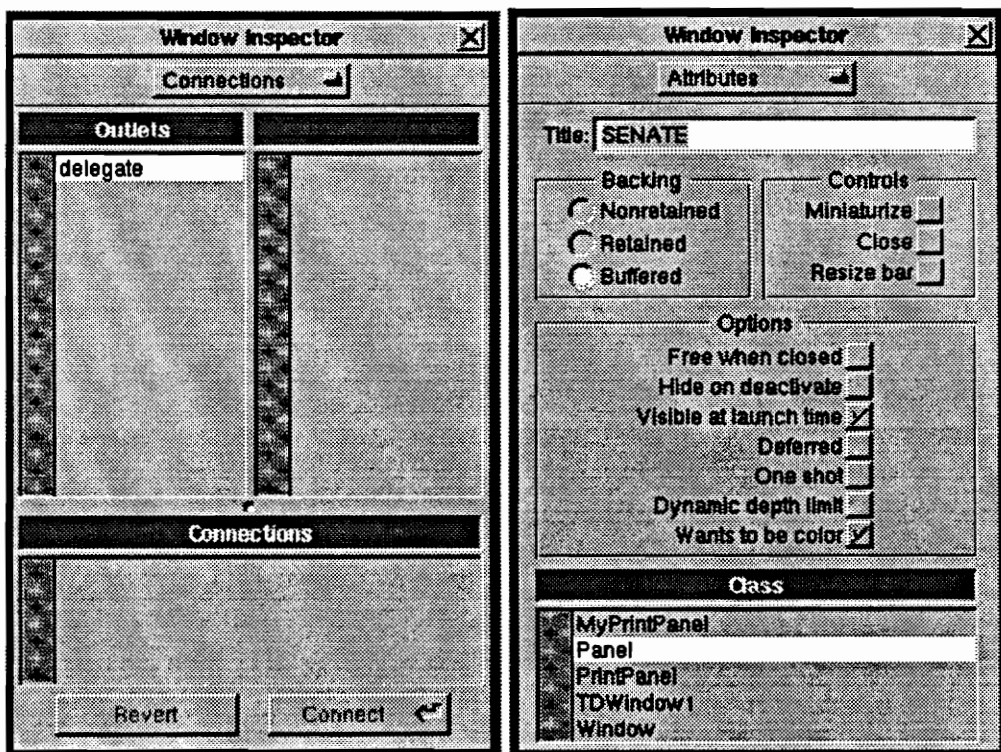 Window Inspector
Connections
Outlets
delegate
Connections
Revert
Connect
Window Inspector
Attributes
Title: SENATE
Backing
Nonretained
Retained
Buffered
Controls
Miniaturize
Close
Resize bar
Options
Free when closed
Hide on deactivate
Visible at launch time
Deferred
One shot
Dynamic depth limit
Wants to be color
Class
MyPrintPanel
Panel
PrintPanel
TDWindow1
Window